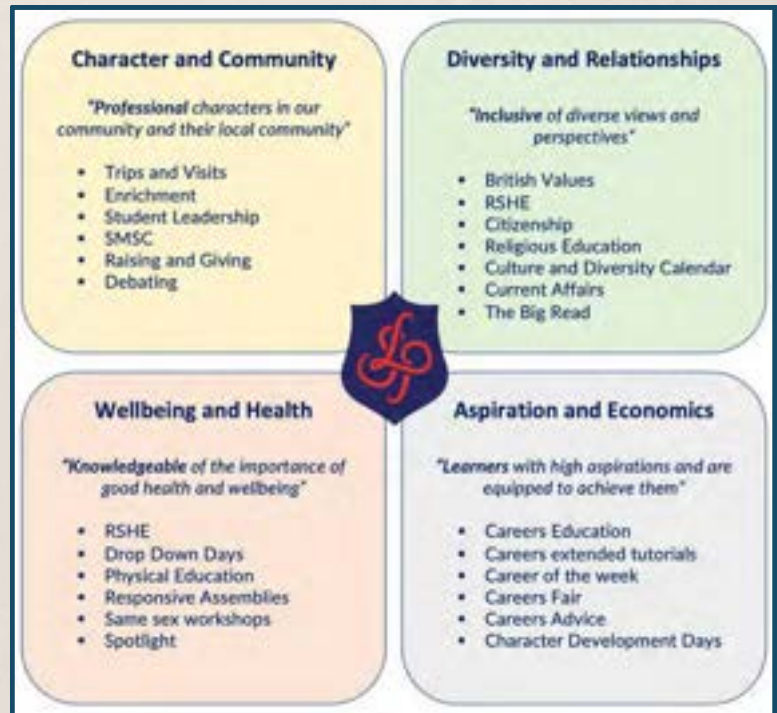 Character and Community
"Professional characters in our
community and their local community"
• Trips and Visits
• Enrichment
• Student Leadership
• SMSC
• Raising and Giving
• Debating
Diversity and Relationships
"Inclusive of diverse views and
perspectives"
• British Values
• RSHE
• Citizenship
• Religious Education
• Culture and Diversity Calendar
• Current Affairs
• The Big Read
Wellbeing and Health
"Knowledgeable of the importance of
good health and wellbeing"
• RSHE
• Drop Down Days
• Physical Education
• Responsive Assemblies
• Same sex workshops
• Spotlight
Aspiration and Economics
"Learners with high aspirations and are
equipped to achieve them"
• Careers Education
• Careers extended tutorials
• Career of the week
• Careers Fair
• Careers Advice
• Character Development Days